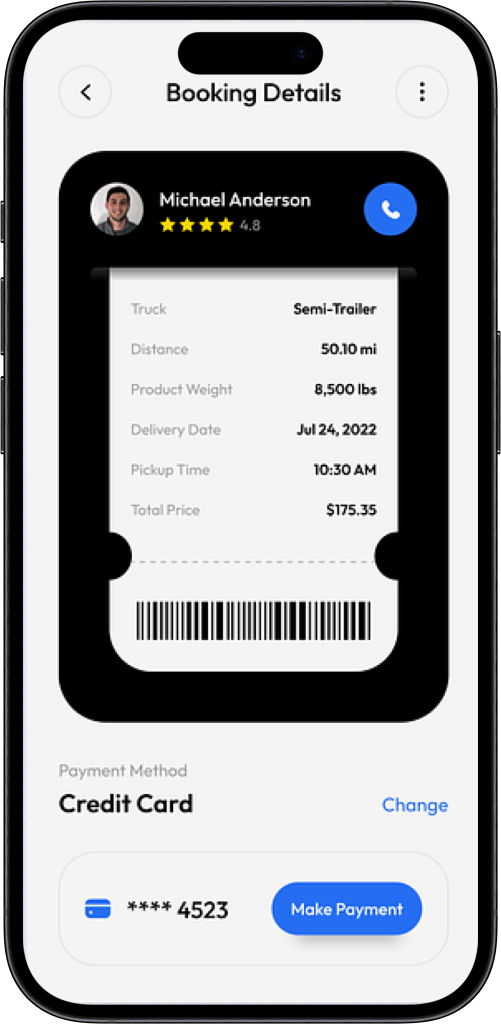 Booking Details
Michael Anderson
4.8
Truck Semi-Trailer
Distance 50.10 mi
Product Weight 8,500 lbs
Delivery Date Jul 24, 2022
Pickup Time 10:30 AM
Total Price $175.35
Payment Method
Credit Card Change
**** 4523 Make Payment